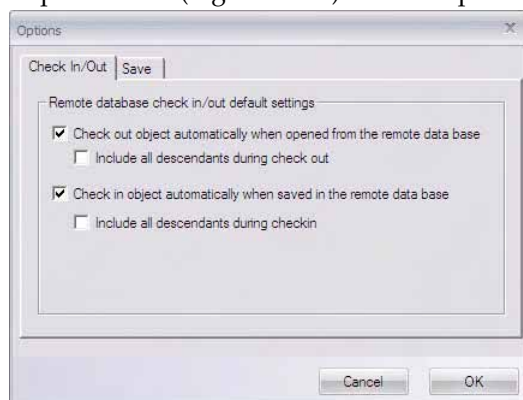 Options
Check In/Out Save
Remote database check in/out default settings
Check out object automatically when opened from the remote data base
Include all descendants during check out
Check in object automatically when saved in the remote data base
Include all descendants during checkin
Cancel OK